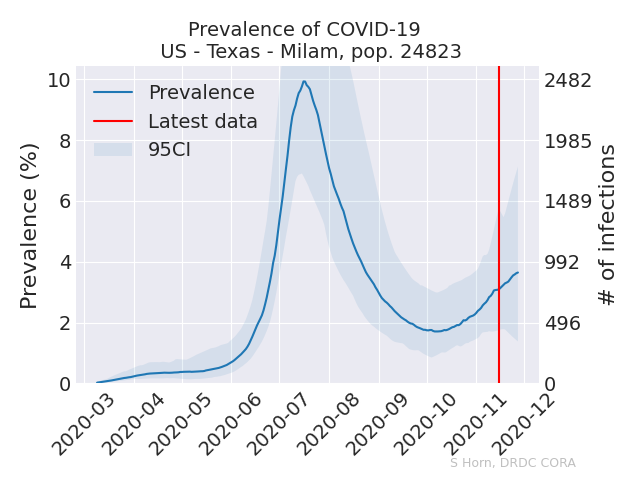 Prevalence of COVID-19
US - Texas - Milam, pop. 24823
Prevalence (%)
10
8
6
4
2
0
Prevalence
Latest data
95CI
2482
1985
1489
992
496
0
# of infections
2020-03
2020-04
2020-05
2020-06
2020-07
2020-08
2020-09
2020-10
2020-11
2020-12
S Horn, DRDC CORA